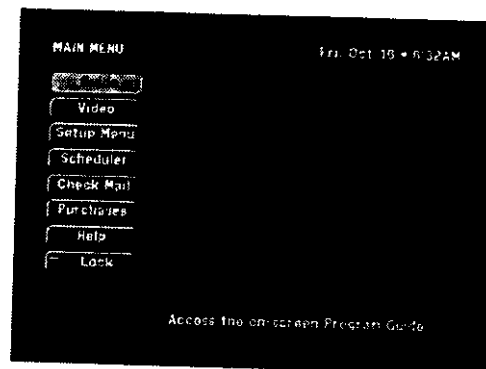 MAIN MENU
Fri. Oct 16 • 6:32AM
Video
Setup Menu
Scheduler
Check Mail
Purchases
Help
Lock
Access the on-screen Program Guide